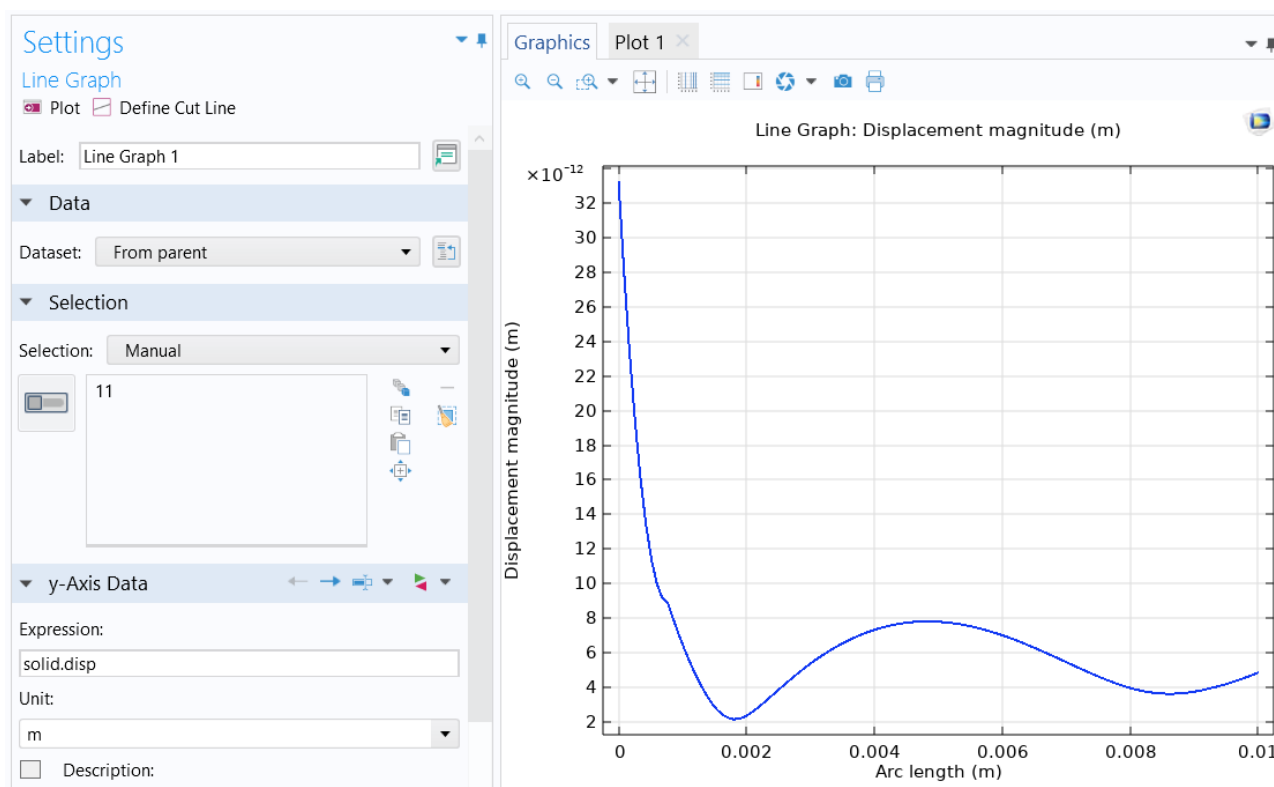 Settings
Line Graph
Plot Define Cut Line
Label: Line Graph 1
Data
Dataset: From parent
Selection
Selection: Manual
11
y-Axis Data
Expression:
solid.disp
Unit:
m
Description:
Graphics Plot 1
Line Graph: Displacement magnitude (m)
×10⁻¹²
32
30
28
26
24
22
20
18
16
14
12
10
8
6
4
2
Displacement magnitude (m)
0 0.002 0.004 0.006 0.008 0.01
Arc length (m)